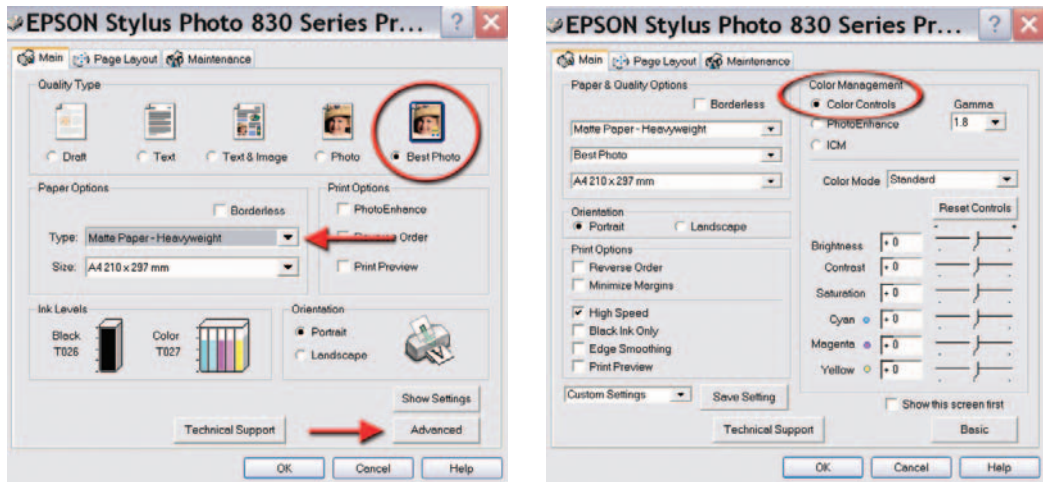 EPSON Stylus Photo 830 Series Pr...
Main Page Layout Maintenance
Quality Type
Draft Text Text & Image Photo Best Photo
Paper Options
Borderless
Type: Matte Paper - Heavyweight
Size: A4 210 x 297 mm
Print Options
PhotoEnhance
Order
Print Preview
Ink Levels
Black
T026
Color
T027
Orientation
Portrait
Landscape
Show Settings
Technical Support
Advanced
OK Cancel Help
EPSON Stylus Photo 830 Series Pr...
Main Page Layout Maintenance
Paper & Quality Options
Borderless
Matte Paper - Heavyweight
Best Photo
A4 210 x 297 mm
Orientation
Portrait Landscape
Print Options
Reverse Order
Minimize Margins
High Speed
Black Ink Only
Edge Smoothing
Print Preview
Custom Settings
Save Setting
Color Management
Color Controls
PhotoEnhance
ICM
Gamma
1.8
Color Mode Standard
Reset Controls
- +
Brightness + 0
Contrast + 0
Saturation + 0
Cyan + 0
Magenta + 0
Yellow + 0
Show this screen first
Technical Support
Basic
OK Cancel Help